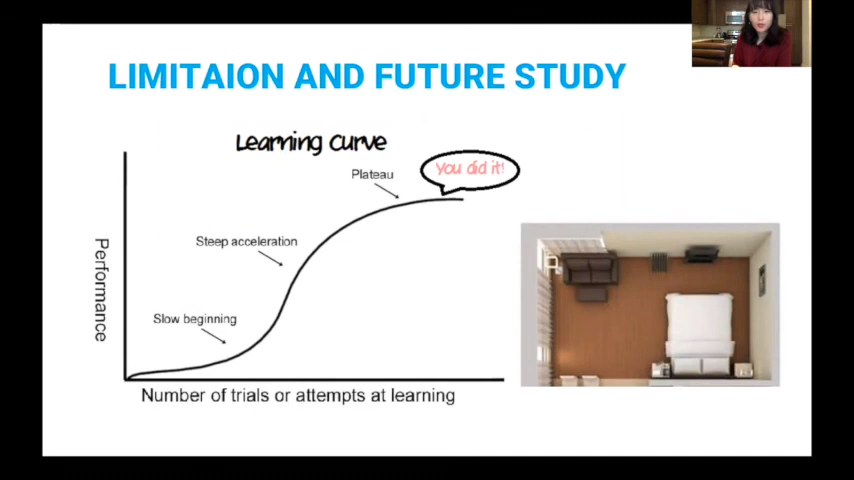 LIMITAION AND FUTURE STUDY
Learning Curve
You did it!
Plateau
Steep acceleration
Slow beginning
Performance
Number of trials or attempts at learning